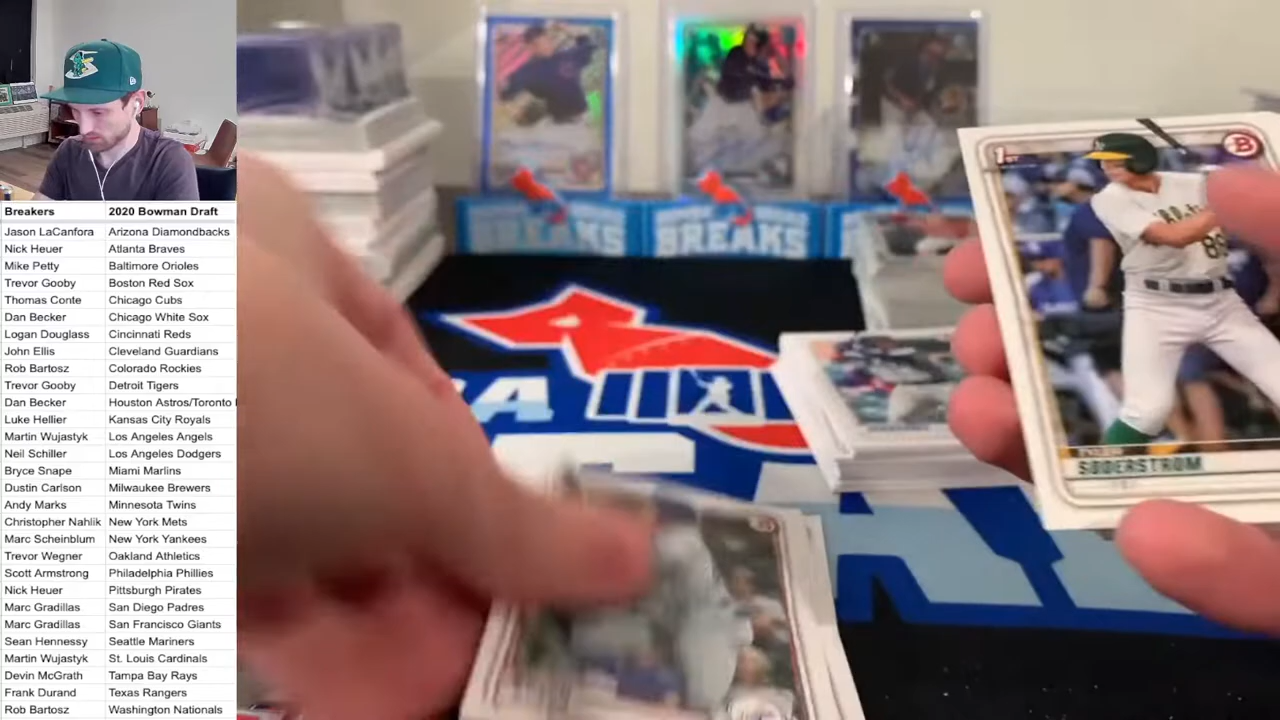 Breakers 2020 Bowman Draft
Jason LaCanfora Arizona Diamondbacks
Nick Heuer Atlanta Braves
Mike Petty Baltimore Orioles
Trevor Gooby Boston Red Sox
Thomas Conte Chicago Cubs
Dan Becker Chicago White Sox
Logan Douglass Cincinnati Reds
John Ellis Cleveland Guardians
Rob Bartosz Colorado Rockies
Trevor Gooby Detroit Tigers
Dan Becker Houston Astros/Toronto
Luke Hellier Kansas City Royals
Martin Wujastyk Los Angeles Angels
Neil Schiller Los Angeles Dodgers
Bryce Snape Miami Marlins
Dustin Carlson Milwaukee Brewers
Andy Marks Minnesota Twins
Christopher Nahlik New York Mets
Marc Scheinblum New York Yankees
Trevor Wegner Oakland Athletics
Scott Armstrong Philadelphia Phillies
Nick Heuer Pittsburgh Pirates
Marc Gradillas San Diego Padres
Marc Gradillas San Francisco Giants
Sean Hennessy Seattle Mariners
Martin Wujastyk St. Louis Cardinals
Devin McGrath Tampa Bay Rays
Frank Durand Texas Rangers
Rob Bartosz Washington Nationals
BREAKS
BREAKS
1ST
B
88
TYLER
SODERSTROM